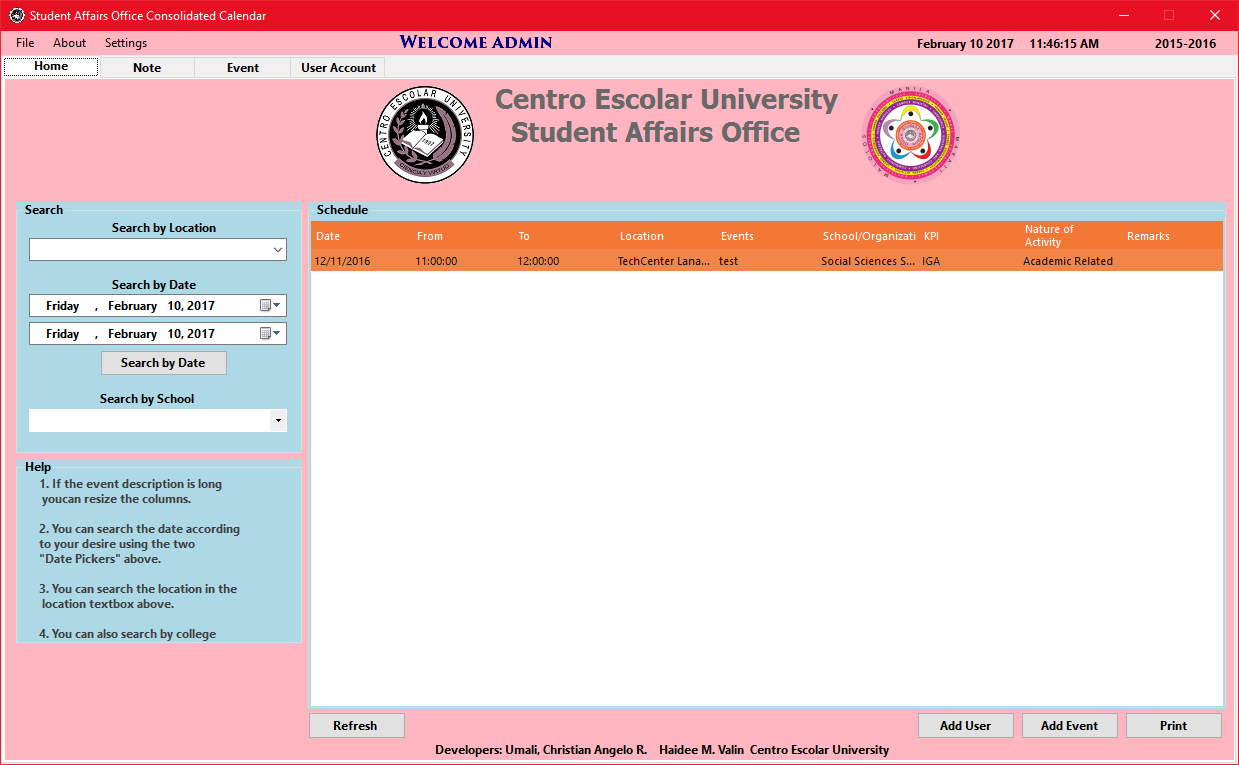 Student Affairs Office Consolidated Calendar
File About Settings
WELCOME ADMIN
February 10 2017 11:46:15 AM 2015-2016
Home Note Event User Account
CENTRO ESCOLAR UNIVERSITY
CIENCIA Y VIRTUD
Centro Escolar University
Student Affairs Office
MANILA
MAKATI
MALOLOS
Search
Search by Location
Search by Date
Friday , February 10, 2017
Friday , February 10, 2017
Search by Date
Search by School
Help
1. If the event description is long
youcan resize the columns.
2. You can search the date according
to your desire using the two
"Date Pickers" above.
3. You can search the location in the
location textbox above.
4. You can also search by college
Schedule
Date From To Location Events School/Organizati KPI Nature of
Activity Remarks
12/11/2016 11:00:00 12:00:00 TechCenter Lana... test Social Sciences S... IGA Academic Related
Refresh Add User Add Event Print
Developers: Umali, Christian Angelo R. Haidee M. Valin Centro Escolar University